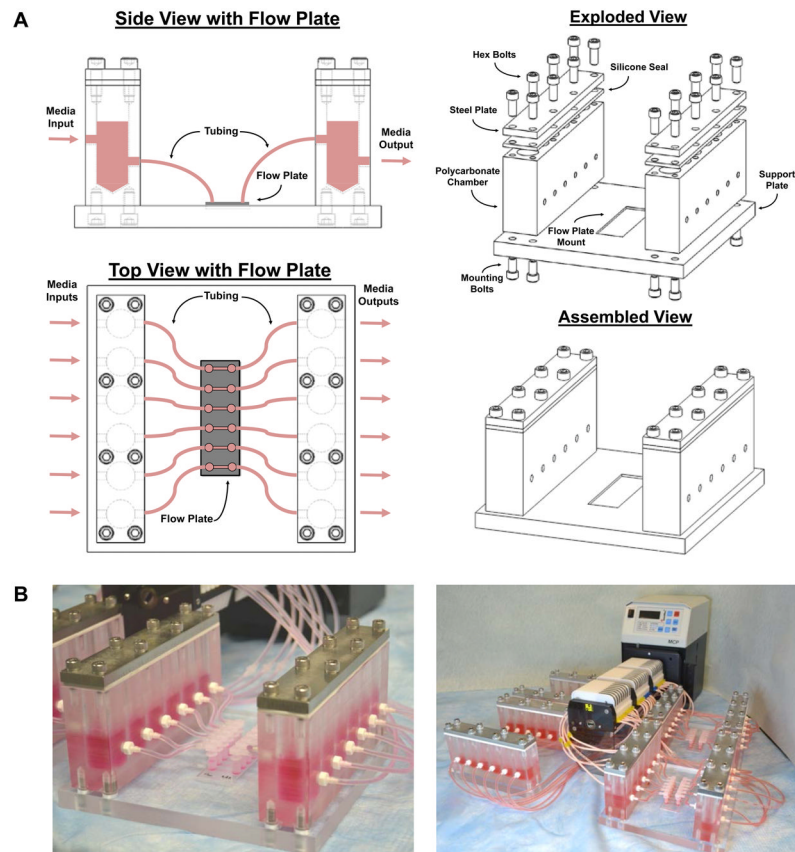 A
Side View with Flow Plate
Media
Input
Tubing
Flow Plate
Media
Output
Exploded View
Hex Bolts
Silicone Seal
Steel Plate
Polycarbonate
Chamber
Support
Plate
Flow Plate
Mount
Mounting
Bolts
Top View with Flow Plate
Media
Inputs
Tubing
Media
Outputs
Flow Plate
Assembled View
B
MCP